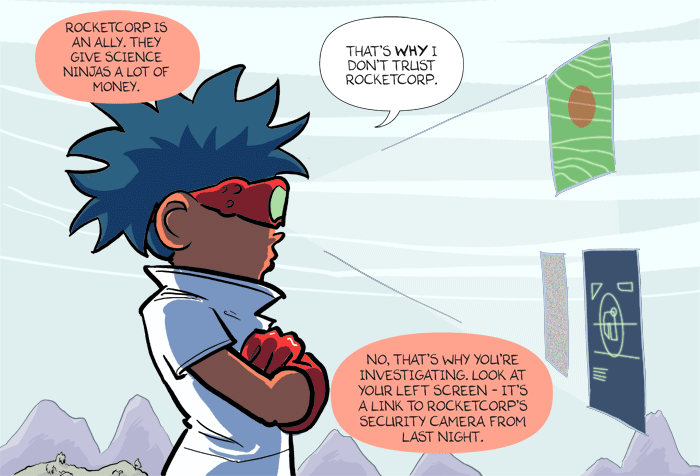 ROCKETCORP IS
AN ALLY. THEY
GIVE SCIENCE
NINJAS A LOT OF
MONEY.
THAT'S WHY I
DON'T TRUST
ROCKETCORP.
NO, THAT'S WHY YOU'RE
INVESTIGATING. LOOK AT
YOUR LEFT SCREEN - IT'S
A LINK TO ROCKETCORP'S
SECURITY CAMERA FROM
LAST NIGHT.